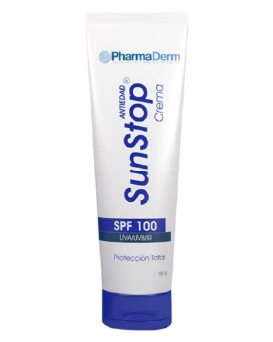 PharmaDerm
ANTIEDAD
SunStop®
Crema
SPF 100
UVA/UVB/IR
Protección Total